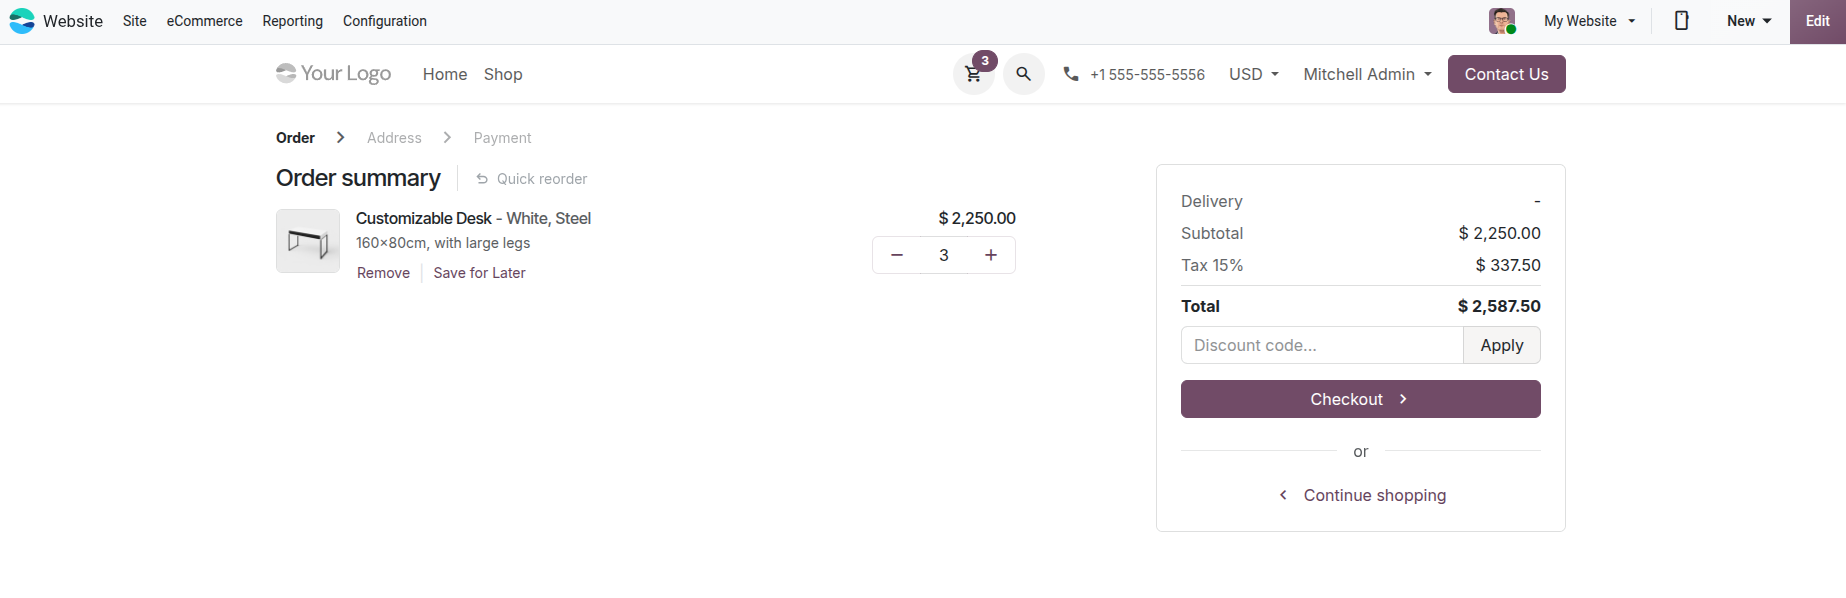 Website Site eCommerce Reporting Configuration My Website New Edit
Your Logo Home Shop 3 +1 555-555-5556 USD Mitchell Admin Contact Us
Order Address Payment
Order summary Quick reorder
Customizable Desk - White, Steel $ 2,250.00
160×80cm, with large legs
− 3 +
Remove Save for Later
Delivery -
Subtotal $ 2,250.00
Tax 15% $ 337.50
Total $ 2,587.50
Discount code... Apply
Checkout
or
Continue shopping